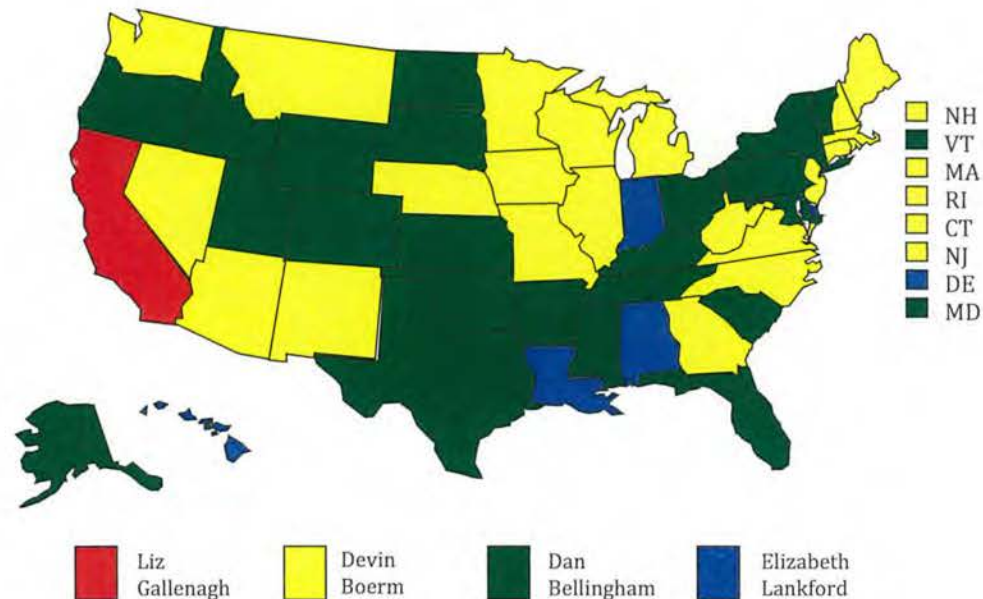 NH
VT
MA
RI
CT
NJ
DE
MD
Liz
Gallenagh
Devin
Boerm
Dan
Bellingham
Elizabeth
Lankford